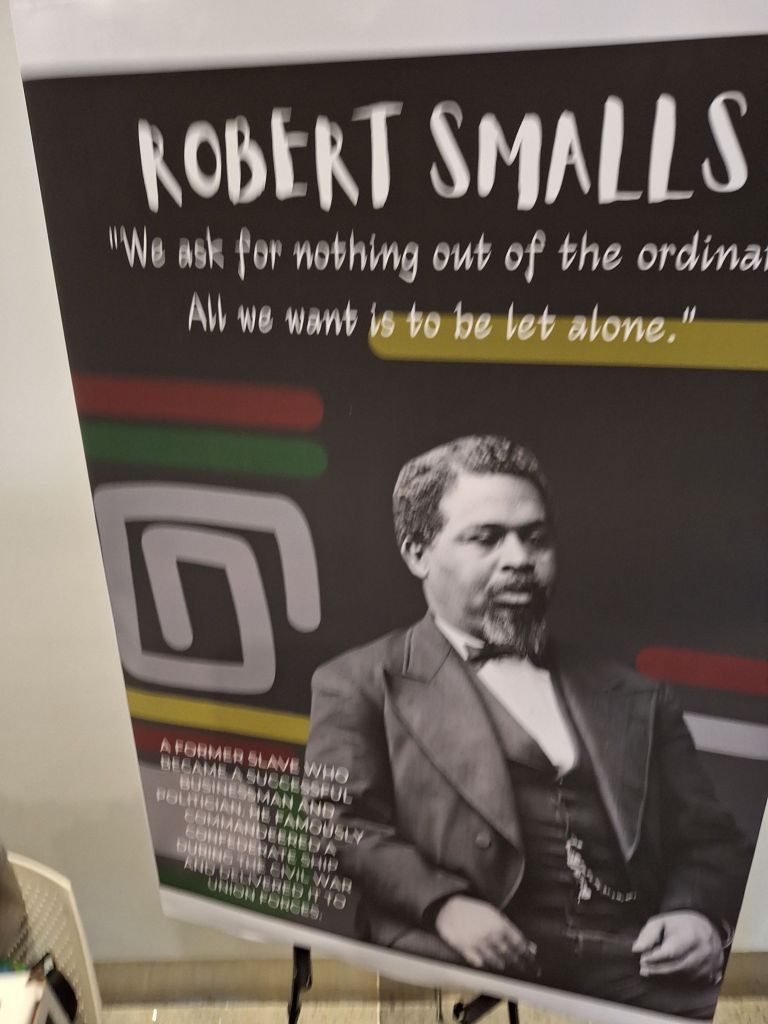 ROBERT SMALLS
"We ask for nothing out of the ordinar
All we want is to be let alone."
A FORMER SLAVE WHO
BECAME A SUCCESSFUL
BUSINESSMAN AND
POLITICIAN, HE FAMOUSLY
COMMANDEERED A
CONFEDERATE SHIP
DURING THE CIVIL WAR
AND DELIVERED IT TO
UNION FORCES.